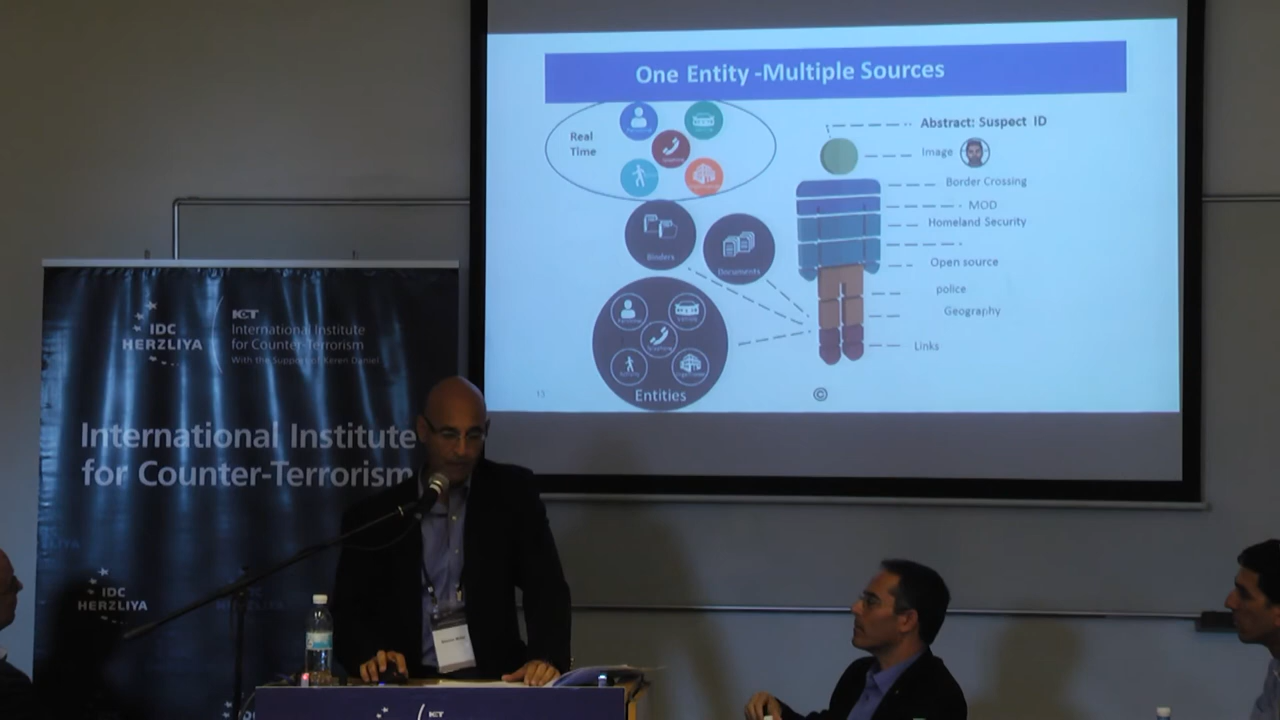 One Entity -Multiple Sources
Real
Time
Abstract: Suspect ID
Image
Border Crossing
MOD
Homeland Security
Open source
police
Geography
Links
Binders
Documents
Entities
13
©
IDC
HERZLIYA
ICT
International Institute
for Counter-Terrorism
With the Support of Keren Daniel
International Institute
for Counter-Terrorism
IDC
HERZLIYA
ICT